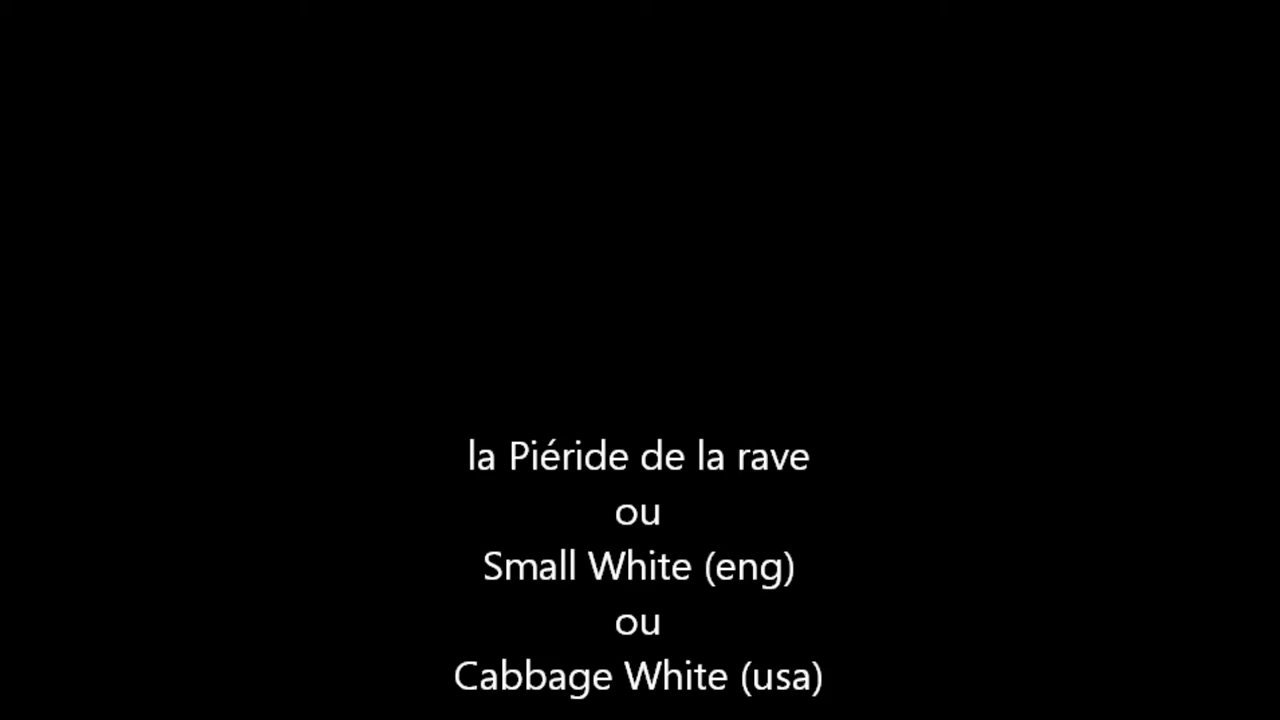 la Piéride de la rave
ou
Small White (eng)
ou
Cabbage White (usa)